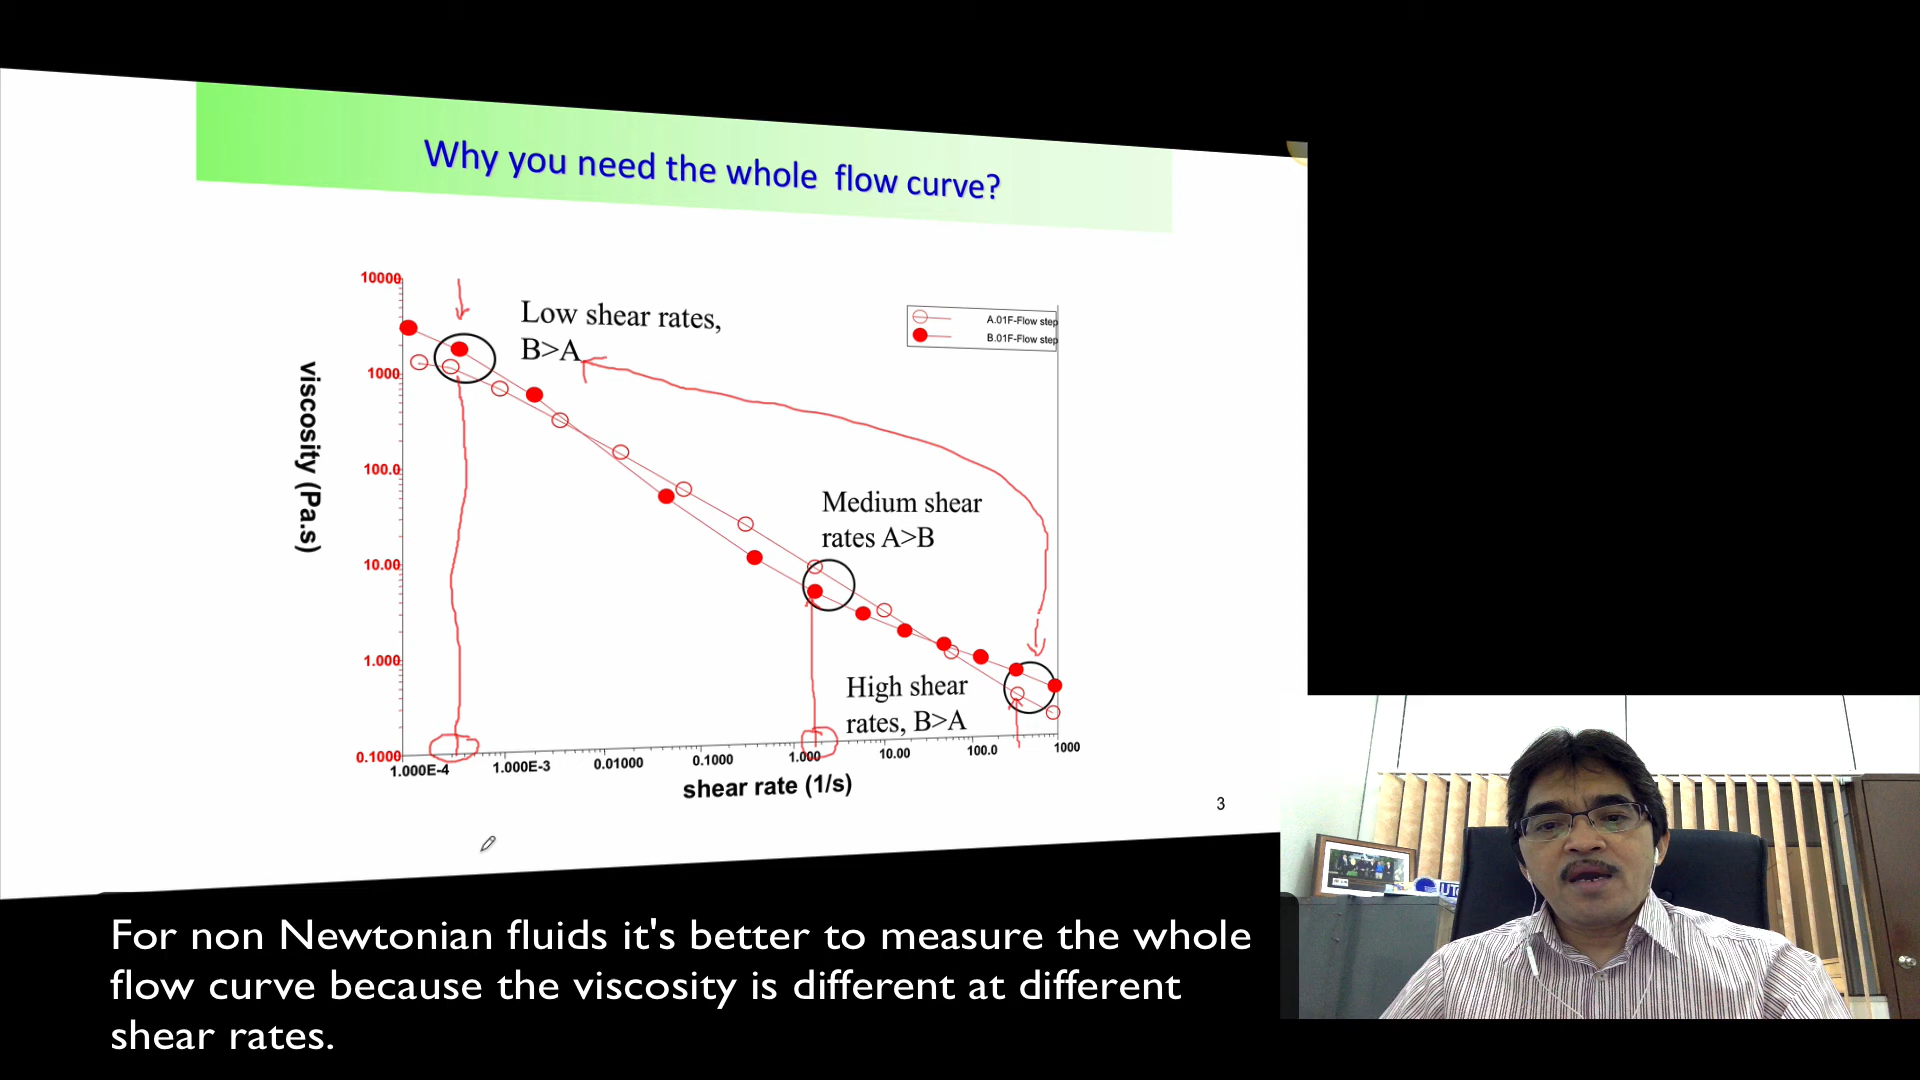 Why you need the whole flow curve?
10000
1000
100.0
10.00
1.000
0.1000
viscosity (Pa.s)
Low shear rates,
B>A
A.01F-Flow step
B.01F-Flow step
Medium shear
rates A>B
High shear
rates, B>A
1.000E-4
1.000E-3
0.01000
0.1000
1.000
10.00
100.0
1000
shear rate (1/s)
3
For non Newtonian fluids it's better to measure the whole
flow curve because the viscosity is different at different
shear rates.